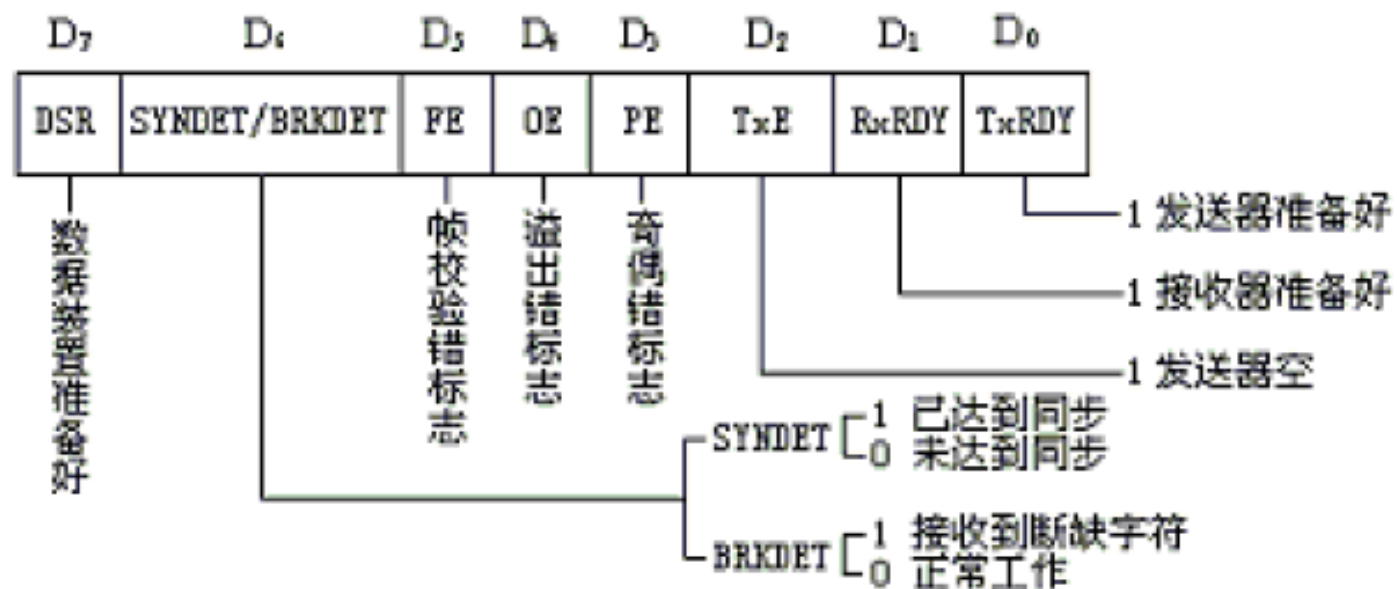 D₇ D₆ D₅ D₄ D₃ D₂ D₁ D₀
DSR SYNDET/BRKDET FE OE PE TxE RxRDY TxRDY
数据装置准备好
帧校验错标志
溢出错标志
奇偶错标志
1 发送器准备好
1 接收器准备好
1 发送器空
SYNDET
1 已达到同步
0 未达到同步
BRKDET
1 接收到断缺字符
0 正常工作